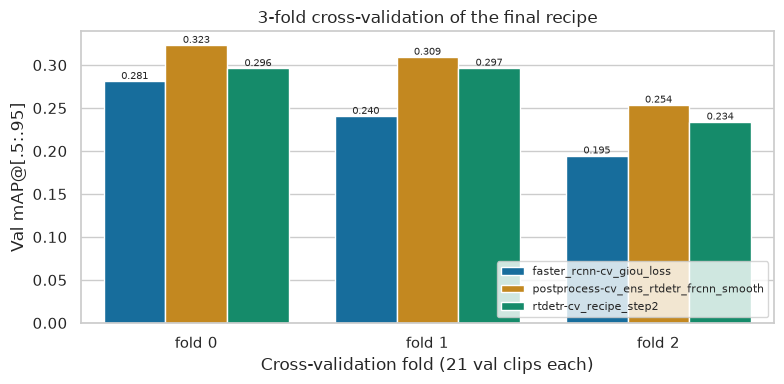 3-fold cross-validation of the final recipe
Val mAP@[.5:.95]
0.30
0.25
0.20
0.15
0.10
0.05
0.00
0.281
0.323
0.296
0.240
0.309
0.297
0.195
0.254
0.234
faster_rcnn-cv_giou_loss
postprocess-cv_ens_rtdetr_frcnn_smooth
rtdetr-cv_recipe_step2
fold 0
fold 1
fold 2
Cross-validation fold (21 val clips each)